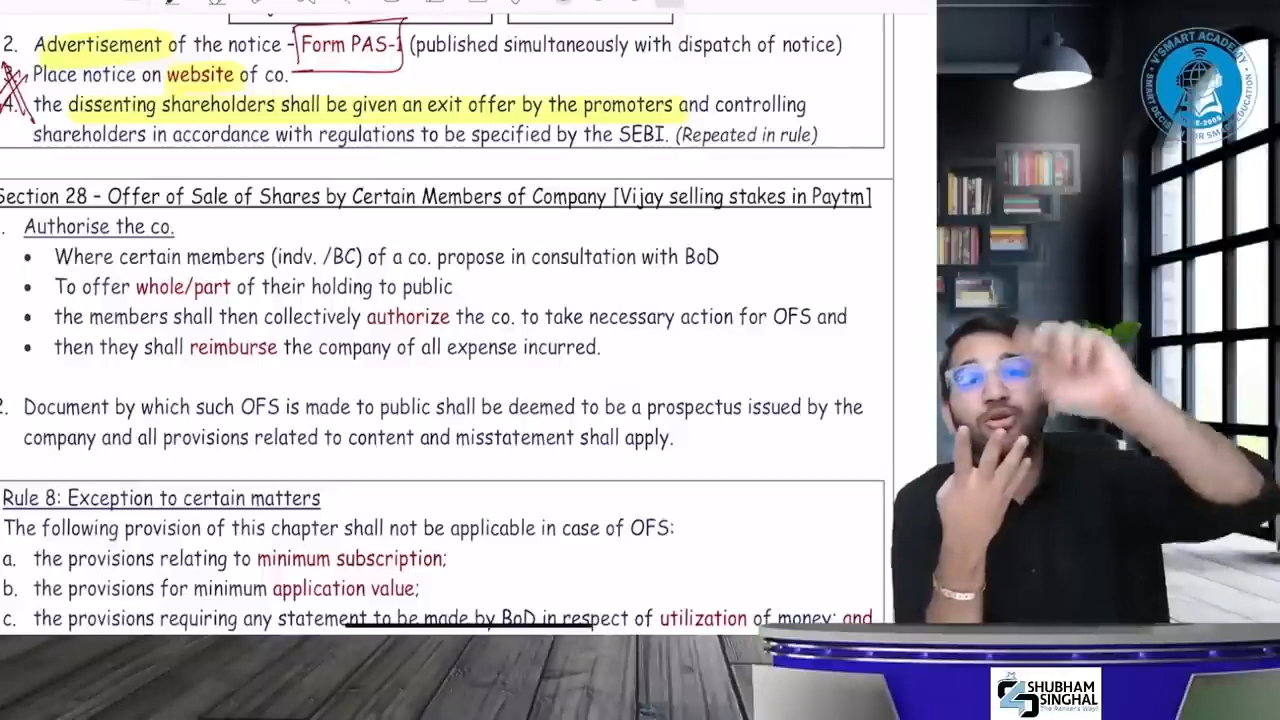 2. Advertisement of the notice - Form PAS-1 (published simultaneously with dispatch of notice)
Place notice on website of co.
4. the dissenting shareholders shall be given an exit offer by the promoters and controlling
shareholders in accordance with regulations to be specified by the SEBI. (Repeated in rule)
Section 28 - Offer of Sale of Shares by Certain Members of Company [Vijay selling stakes in Paytm]
. Authorise the co.
• Where certain members (indv. /BC) of a co. propose in consultation with BoD
• To offer whole/part of their holding to public
• the members shall then collectively authorize the co. to take necessary action for OFS and
• then they shall reimburse the company of all expense incurred.
2. Document by which such OFS is made to public shall be deemed to be a prospectus issued by the
company and all provisions related to content and misstatement shall apply.
Rule 8: Exception to certain matters
The following provision of this chapter shall not be applicable in case of OFS:
a. the provisions relating to minimum subscription;
b. the provisions for minimum application value;
c. the provisions requiring any statement to be made by BoD in respect of utilization of money; and
V'SMART ACADEMY
SHUBHAM
SINGHAL